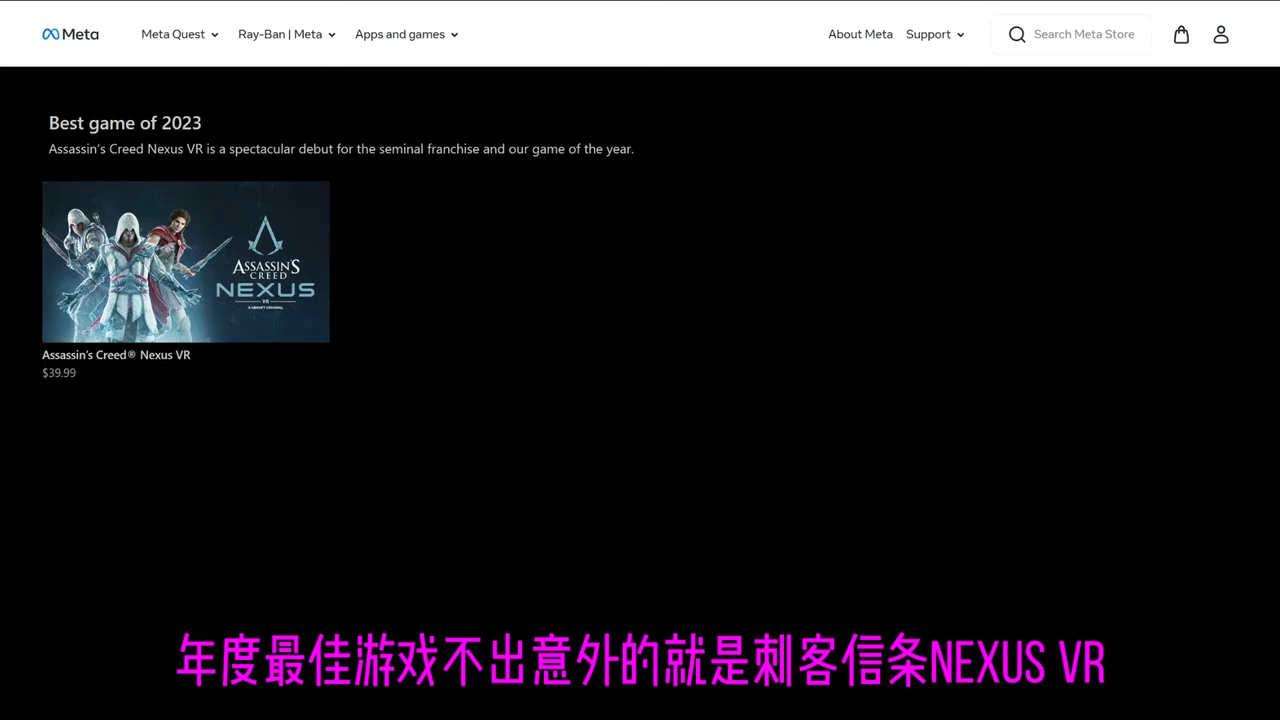 Meta
Meta Quest
Ray-Ban | Meta
Apps and games
About Meta
Support
Search Meta Store
Best game of 2023
Assassin's Creed Nexus VR is a spectacular debut for the seminal franchise and our game of the year.
ASSASSIN'S
CREED
NEXUS
VR
A UBISOFT ORIGINAL
Assassin's Creed® Nexus VR
$39.99
年度最佳游戏不出意外的就是刺客信条NEXUS VR